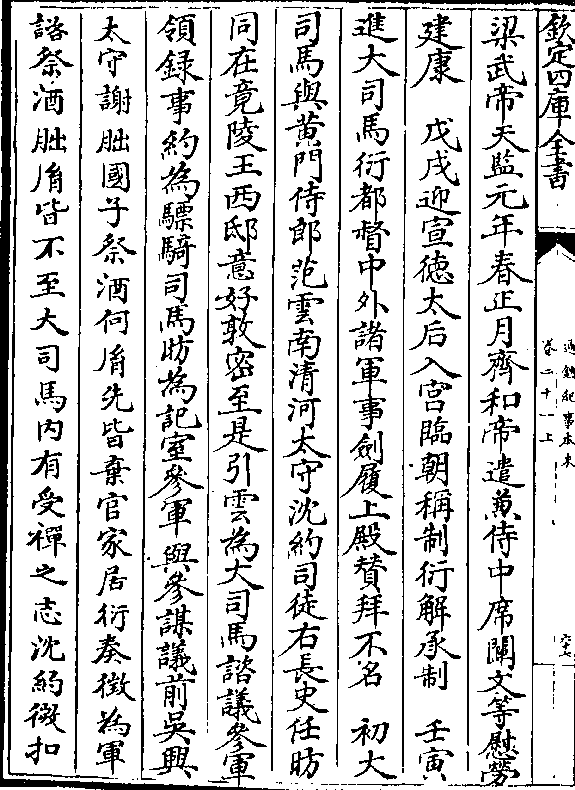 欽定四庫全書
通鑑紀事本末
卷二十一上
梁武帝天監元年春正月齊和帝遣兼侍中席闡文等慰勞
建康　戊戌迎宣德太后入宮臨朝稱制衍解承制　壬寅
進大司馬衍都督中外諸軍事劍履上殿贊拜不名　初大
司馬與黄門侍郎范雲南清河太守沈約司徒右長史任昉
同在竟陵王西邸意好敦密至是引雲為大司馬諮議參軍
領録事約為驃騎司馬昉為記室參軍與參謀議前吳興
太守謝朏國子祭酒何㣧先皆棄官家居衍奏徵為軍
諮祭酒朏㣧皆不至大司馬内有受禪之志沈約微扣